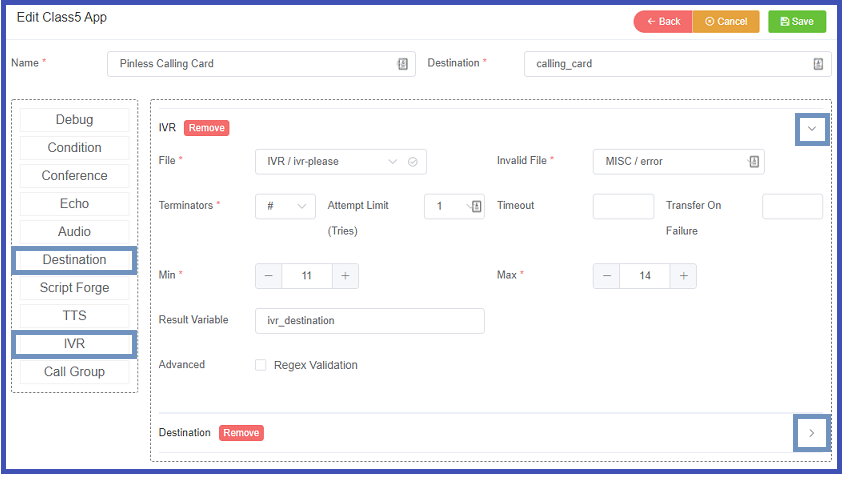 Edit Class5 App
Back Cancel Save
Name * Pinless Calling Card Destination * calling_card
Debug
Condition
Conference
Echo
Audio
Destination
Script Forge
TTS
IVR
Call Group
IVR Remove
File * IVR / ivr-please Invalid File * MISC / error
Terminators * # Attempt Limit 1 Timeout Transfer On
(Tries) Failure
Min * − 11 + Max * − 14 +
Result Variable ivr_destination
Advanced Regex Validation
Destination Remove